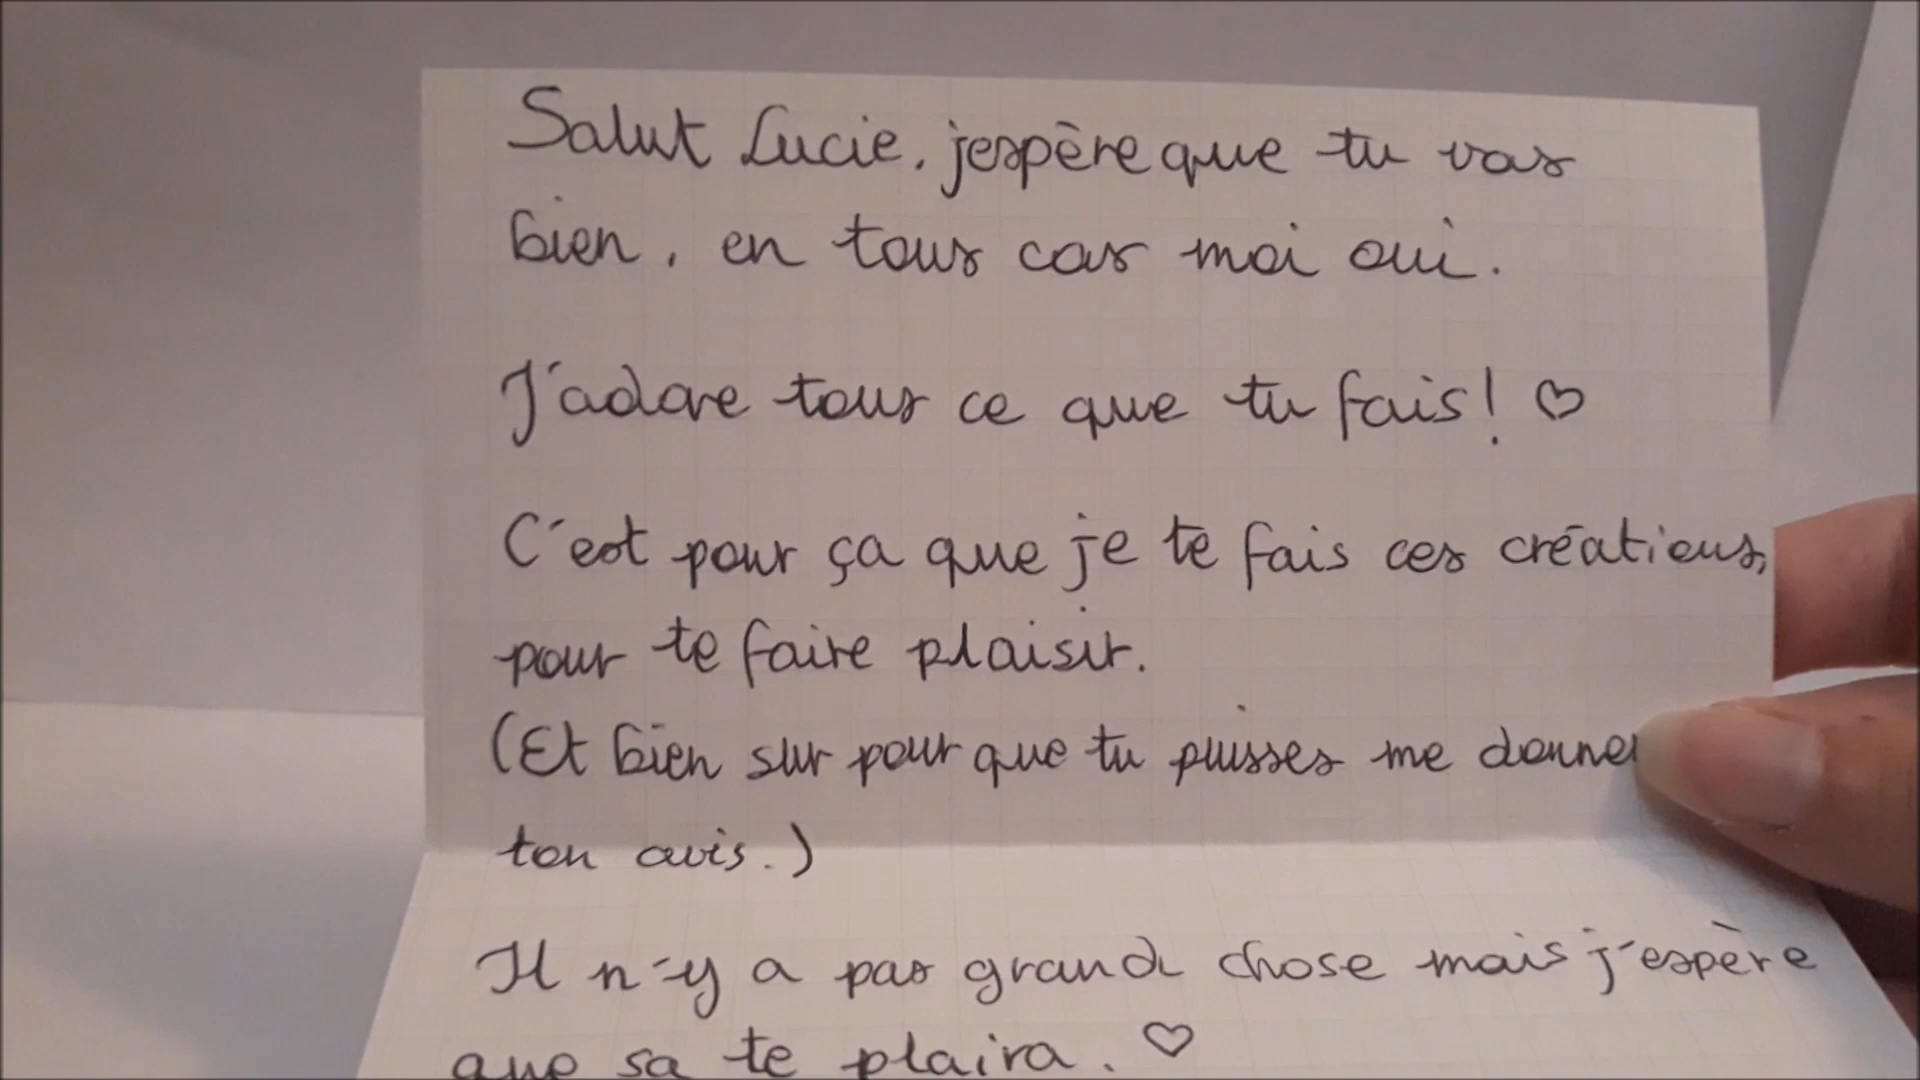 Salut Lucie, jespère que tu vas
bien, en tous cas moi oui.
J'adore tous ce que tu fais! ♡
C'est pour ça que je te fais ces créations,
pour te faire plaisir.
(Et bien sur pour que tu puisses me donner
ton avis.)
Il n'y a pas grand chose mais j'espère
que sa te plaira. ♡